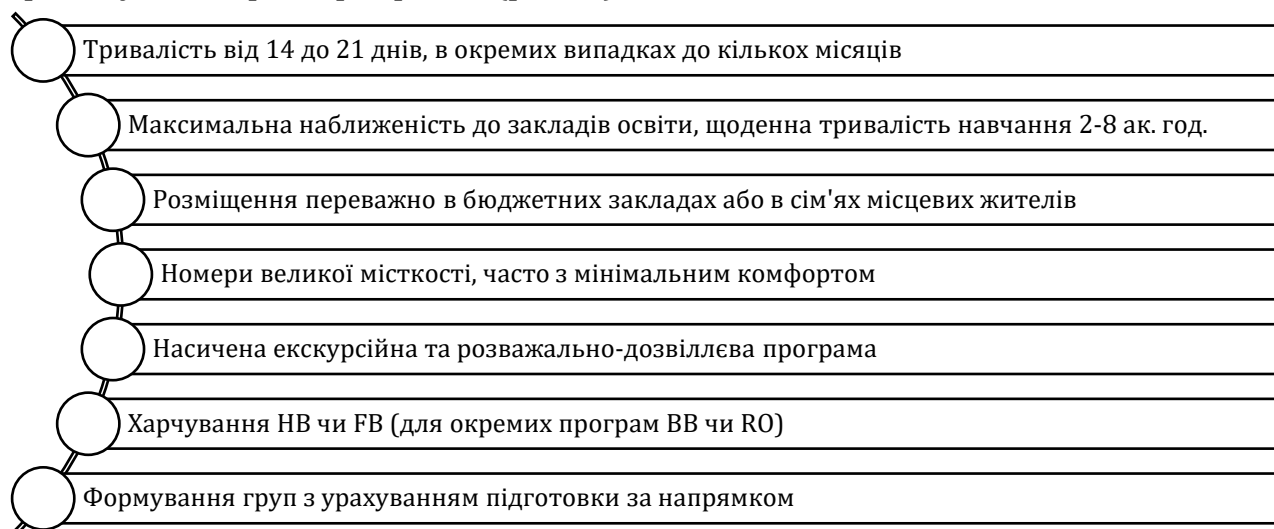 Тривалість від 14 до 21 днів, в окремих випадках до кількох місяців
Максимальна наближеність до закладів освіти, щоденна тривалість навчання 2-8 ак. год.
Розміщення переважно в бюджетних закладах або в сім'ях місцевих жителів
Номери великої місткості, часто з мінімальним комфортом
Насичена екскурсійна та розважально-дозвіллєва програма
Харчування HB чи FB (для окремих програм BB чи RO)
Формування груп з урахуванням підготовки за напрямком